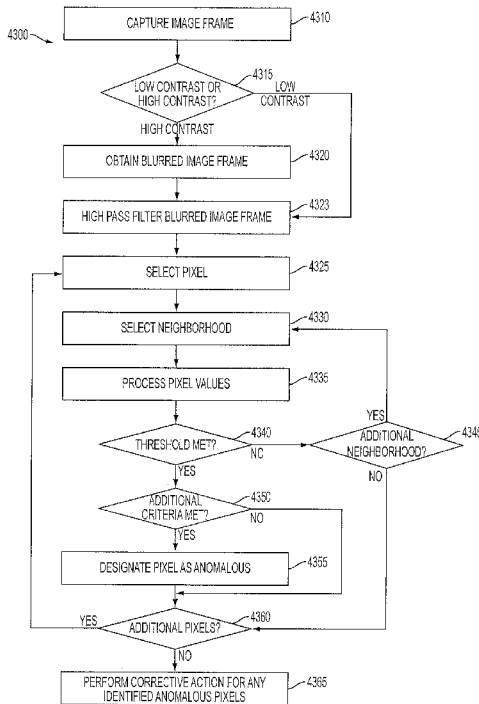 4300
CAPTURE IMAGE FRAME
4310
LOW CONTRAST OR
HIGH CONTRAST?
4315
LOW
CONTRAST
HIGH CONTRAST
OBTAIN BLURRED IMAGE FRAME
4320
HIGH PASS FILTER BLURRED IMAGE FRAME
4323
SELECT PIXEL
4325
SELECT NEIGHBORHOOD
4330
PROCESS PIXEL VALUES
4335
THRESHOLD MET?
4340
NO
YES
ADDITIONAL
NEIGHBORHOOD?
4345
YES
NO
ADDITIONAL
CRITERIA MET?
4350
NO
YES
DESIGNATE PIXEL AS ANOMALOUS
4355
ADDITIONAL PIXELS?
4360
YES
NO
PERFORM CORRECTIVE ACTION FOR ANY
IDENTIFIED ANOMALOUS PIXELS
4365